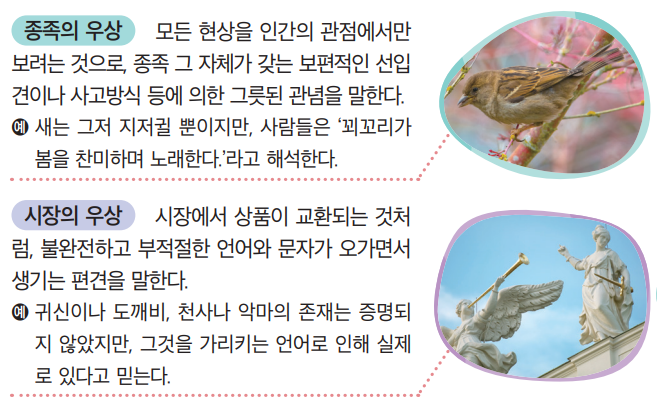 종족의 우상 모든 현상을 인간의 관점에서만
보려는 것으로, 종족 그 자체가 갖는 보편적인 선입
견이나 사고방식 등에 의한 그릇된 관념을 말한다.
예 새는 그저 지저귈 뿐이지만, 사람들은 ‘꾀꼬리가
봄을 찬미하며 노래한다.’라고 해석한다.
시장의 우상 시장에서 상품이 교환되는 것처
럼, 불완전하고 부적절한 언어와 문자가 오가면서
생기는 편견을 말한다.
예 귀신이나 도깨비, 천사나 악마의 존재는 증명되
지 않았지만, 그것을 가리키는 언어로 인해 실제
로 있다고 믿는다.